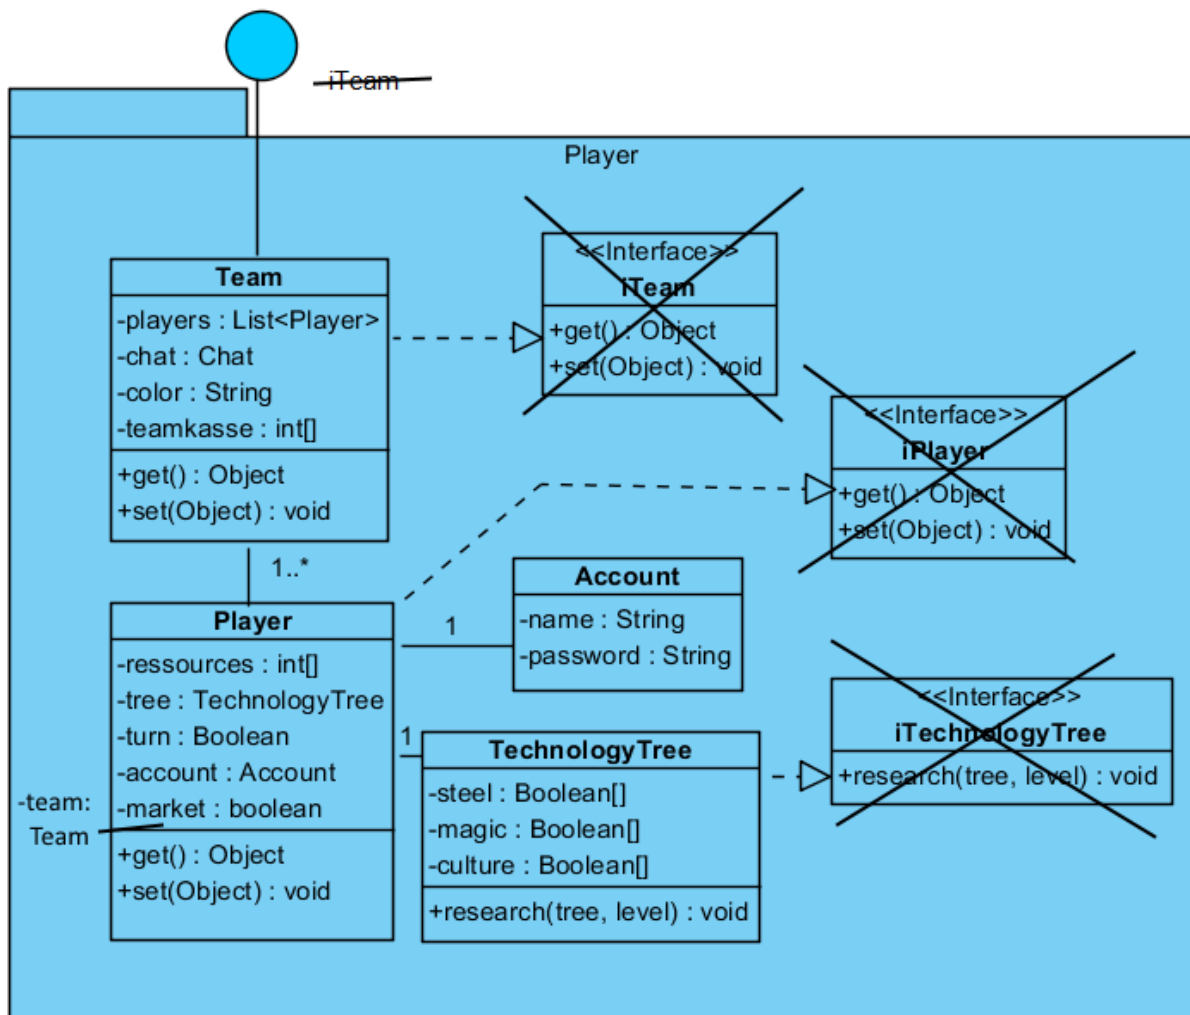 iTeam
Player
Team
-players : List<Player>
-chat : Chat
-color : String
-teamkasse : int[]
+get() : Object
+set(Object) : void
1..*
<<Interface>>
iTeam
+get() : Object
+set(Object) : void
<<Interface>>
iPlayer
+get() : Object
+set(Object) : void
Player
-ressources : int[]
-tree : TechnologyTree
-turn : Boolean
-account : Account
-market : boolean
-team:
Team
+get() : Object
+set(Object) : void
1
Account
-name : String
-password : String
1
TechnologyTree
-steel : Boolean[]
-magic : Boolean[]
-culture : Boolean[]
+research(tree, level) : void
<<Interface>>
iTechnologyTree
+research(tree, level) : void